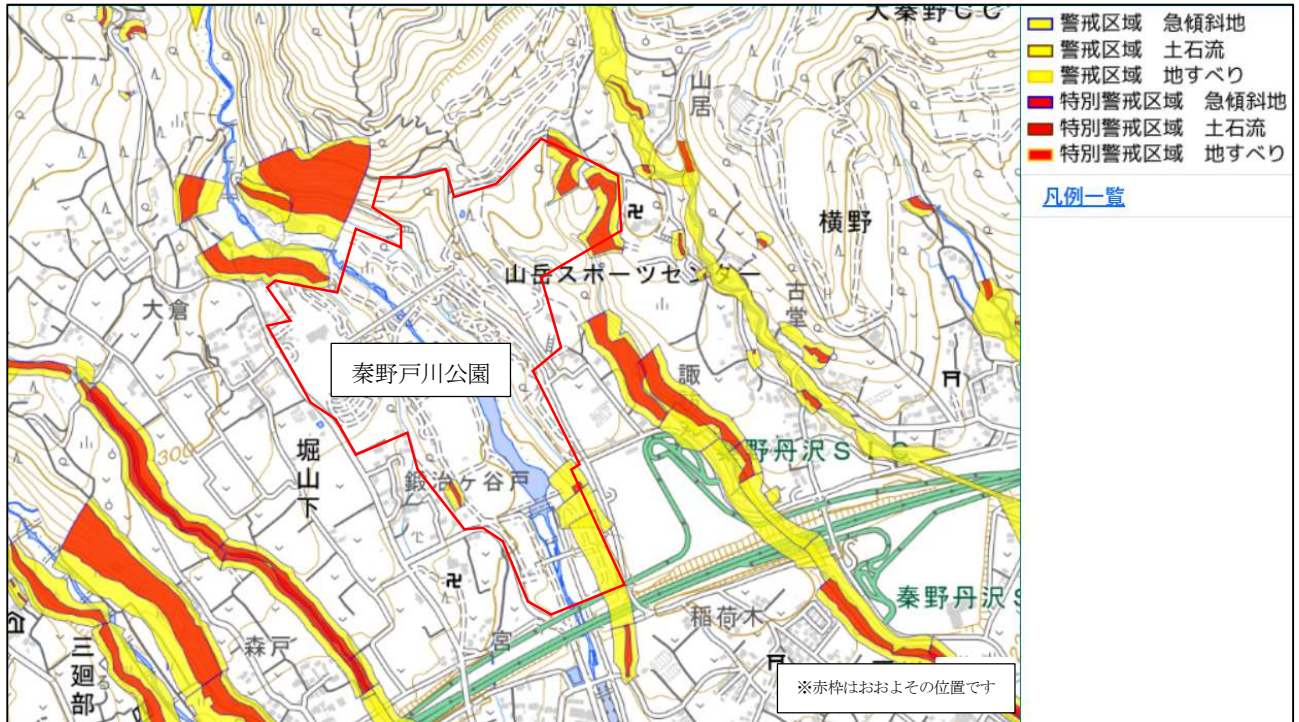 大秦野CC
警戒区域 急傾斜地
警戒区域 土石流
警戒区域 地すべり
特別警戒区域 急傾斜地
特別警戒区域 土石流
特別警戒区域 地すべり
凡例一覧
山居
横野
山岳スポーツセンター
大倉
古堂
秦野戸川公園
諏訪丸
秦野丹沢SIC
300
堀山下
鍛治ヶ谷戸
秦野丹沢S
稲荷木
宮
森戸
三廻部
※赤枠はおおよその位置です